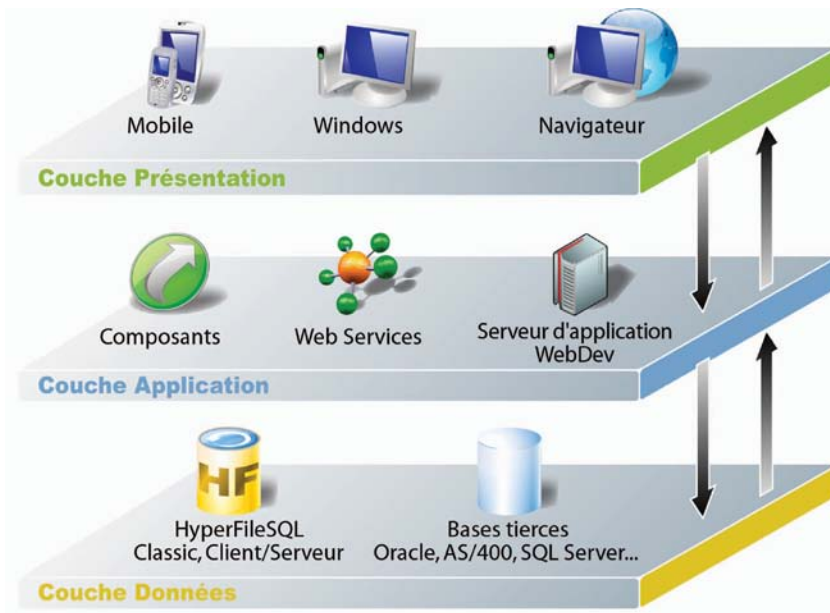 Mobile
Windows
Navigateur
Couche Présentation
Composants
Web Services
Serveur d'application
WebDev
Couche Application
HF
HyperFileSQL
Classic, Client/Serveur
Bases tierces
Oracle, AS/400, SQL Server...
Couche Données